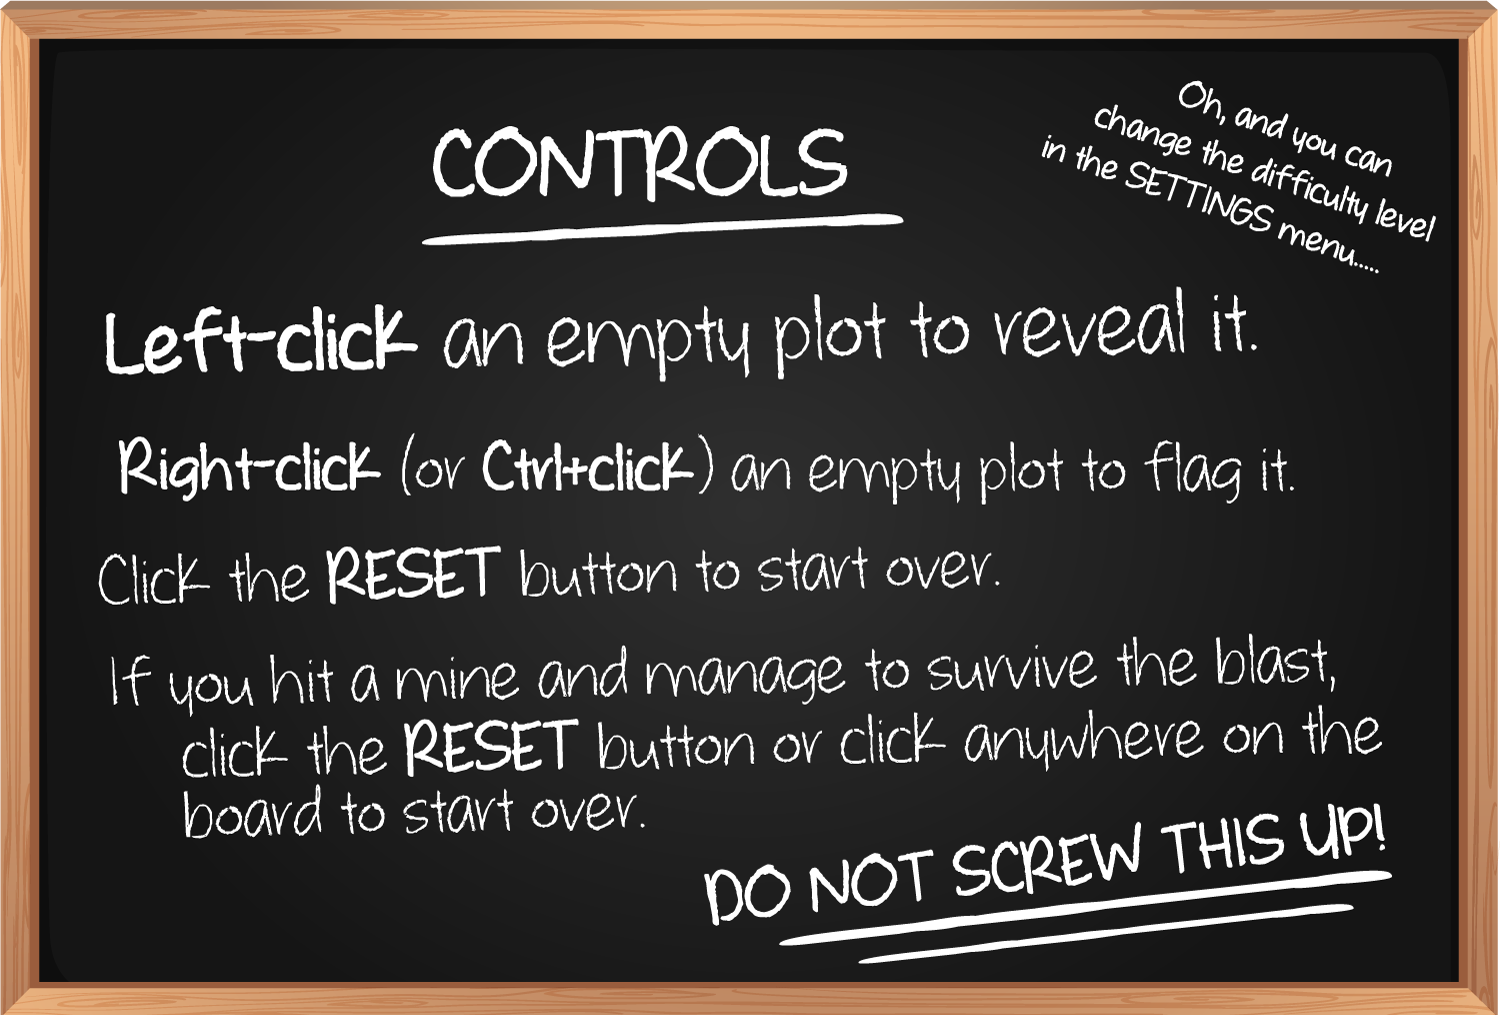 CONTROLS
Oh, and you can
change the difficulty level
in the SETTINGS menu.....
Left-click an empty plot to reveal it.
Right-click (or Ctrl+click) an empty plot to flag it.
Click the RESET button to start over.
If you hit a mine and manage to survive the blast,
click the RESET button or click anywhere on the
board to start over.
DO NOT SCREW THIS UP!